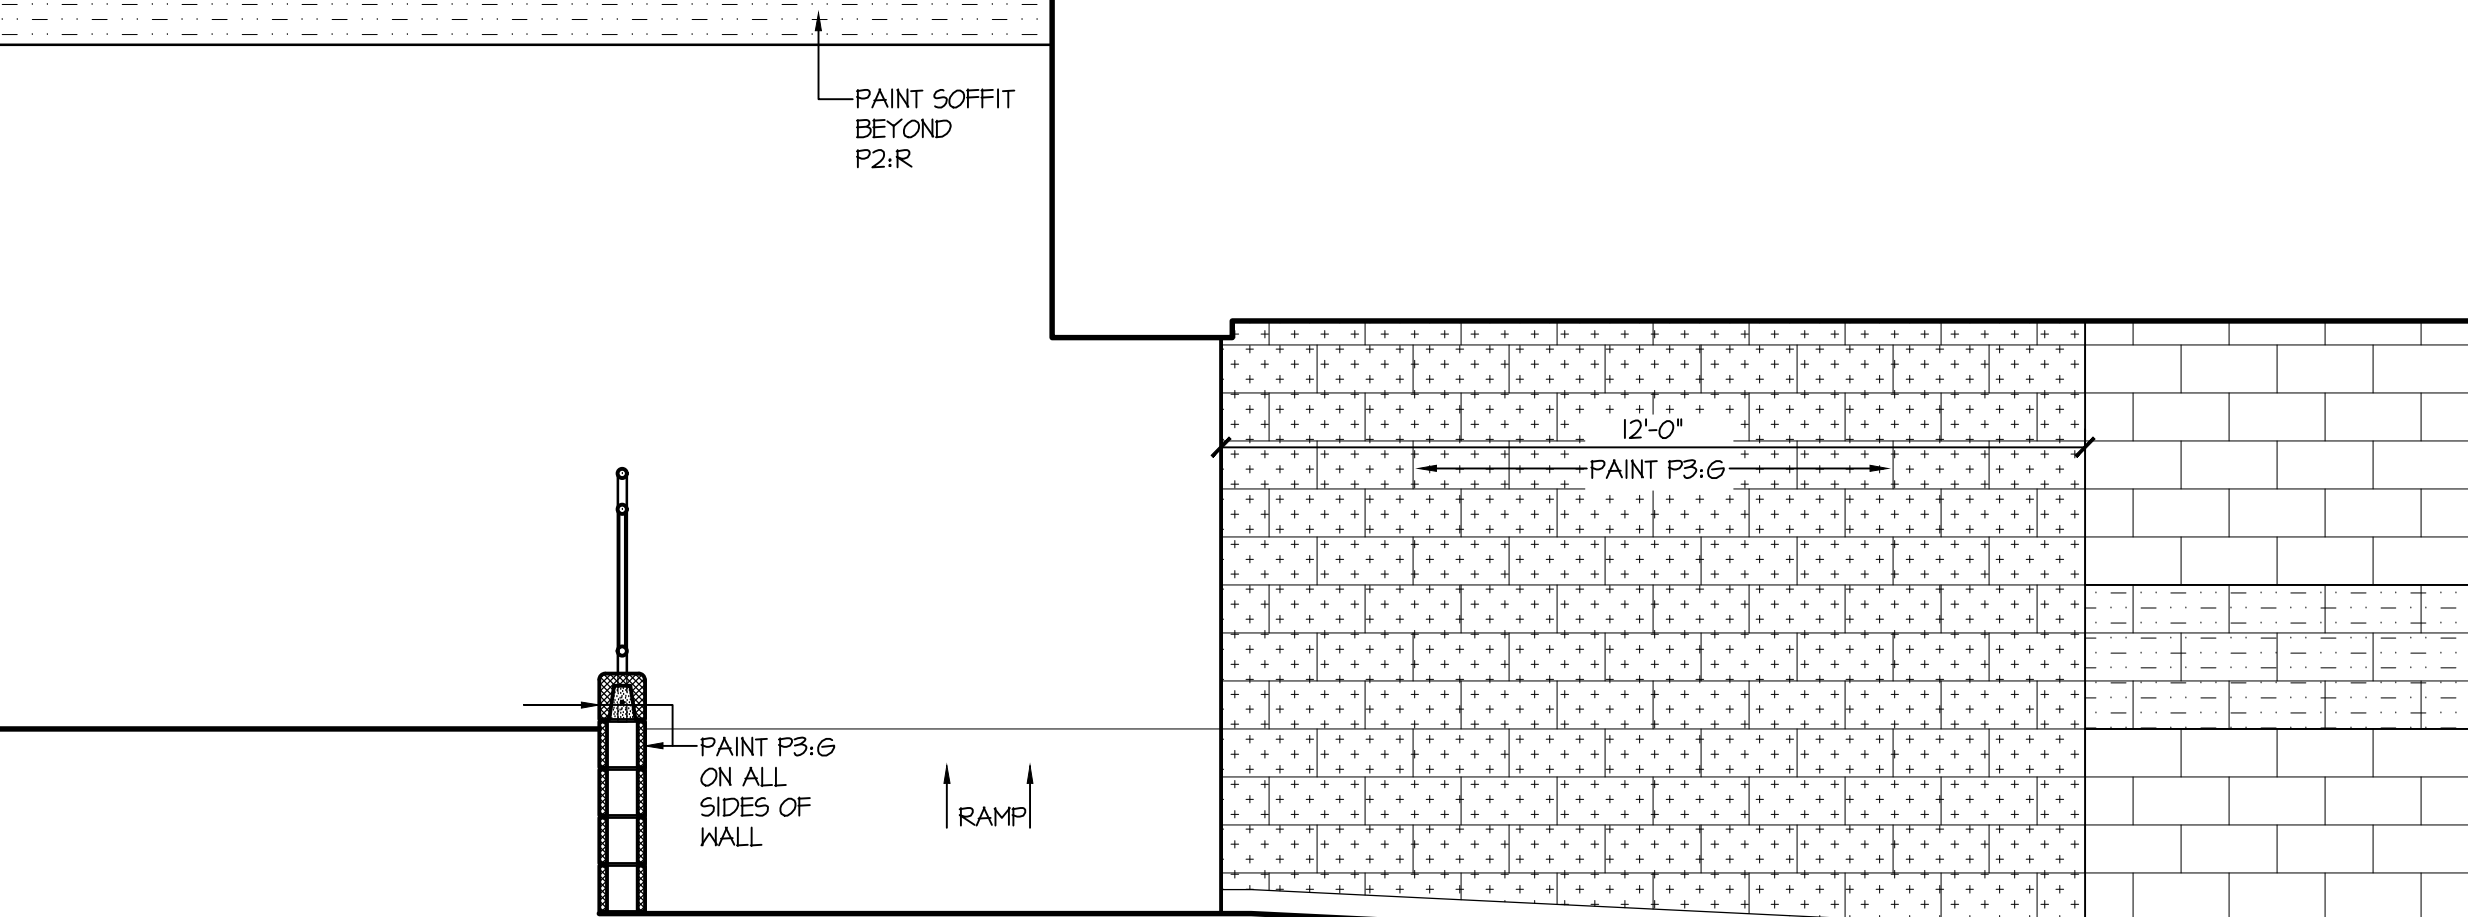 PAINT SOFFIT
BEYOND
P2:R
12'-0"
PAINT P3:G
PAINT P3:G
ON ALL
SIDES OF
WALL
RAMP